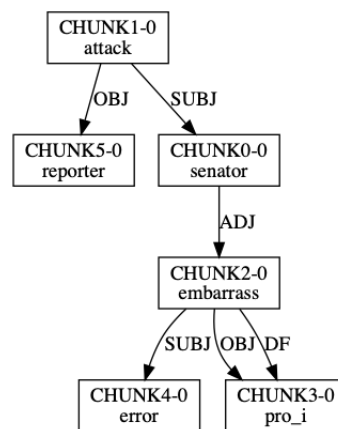 CHUNK1-0
attack
OBJ
SUBJ
CHUNK5-0
reporter
CHUNK0-0
senator
ADJ
CHUNK2-0
embarrass
SUBJ
OBJ
DF
CHUNK4-0
error
CHUNK3-0
pro_i